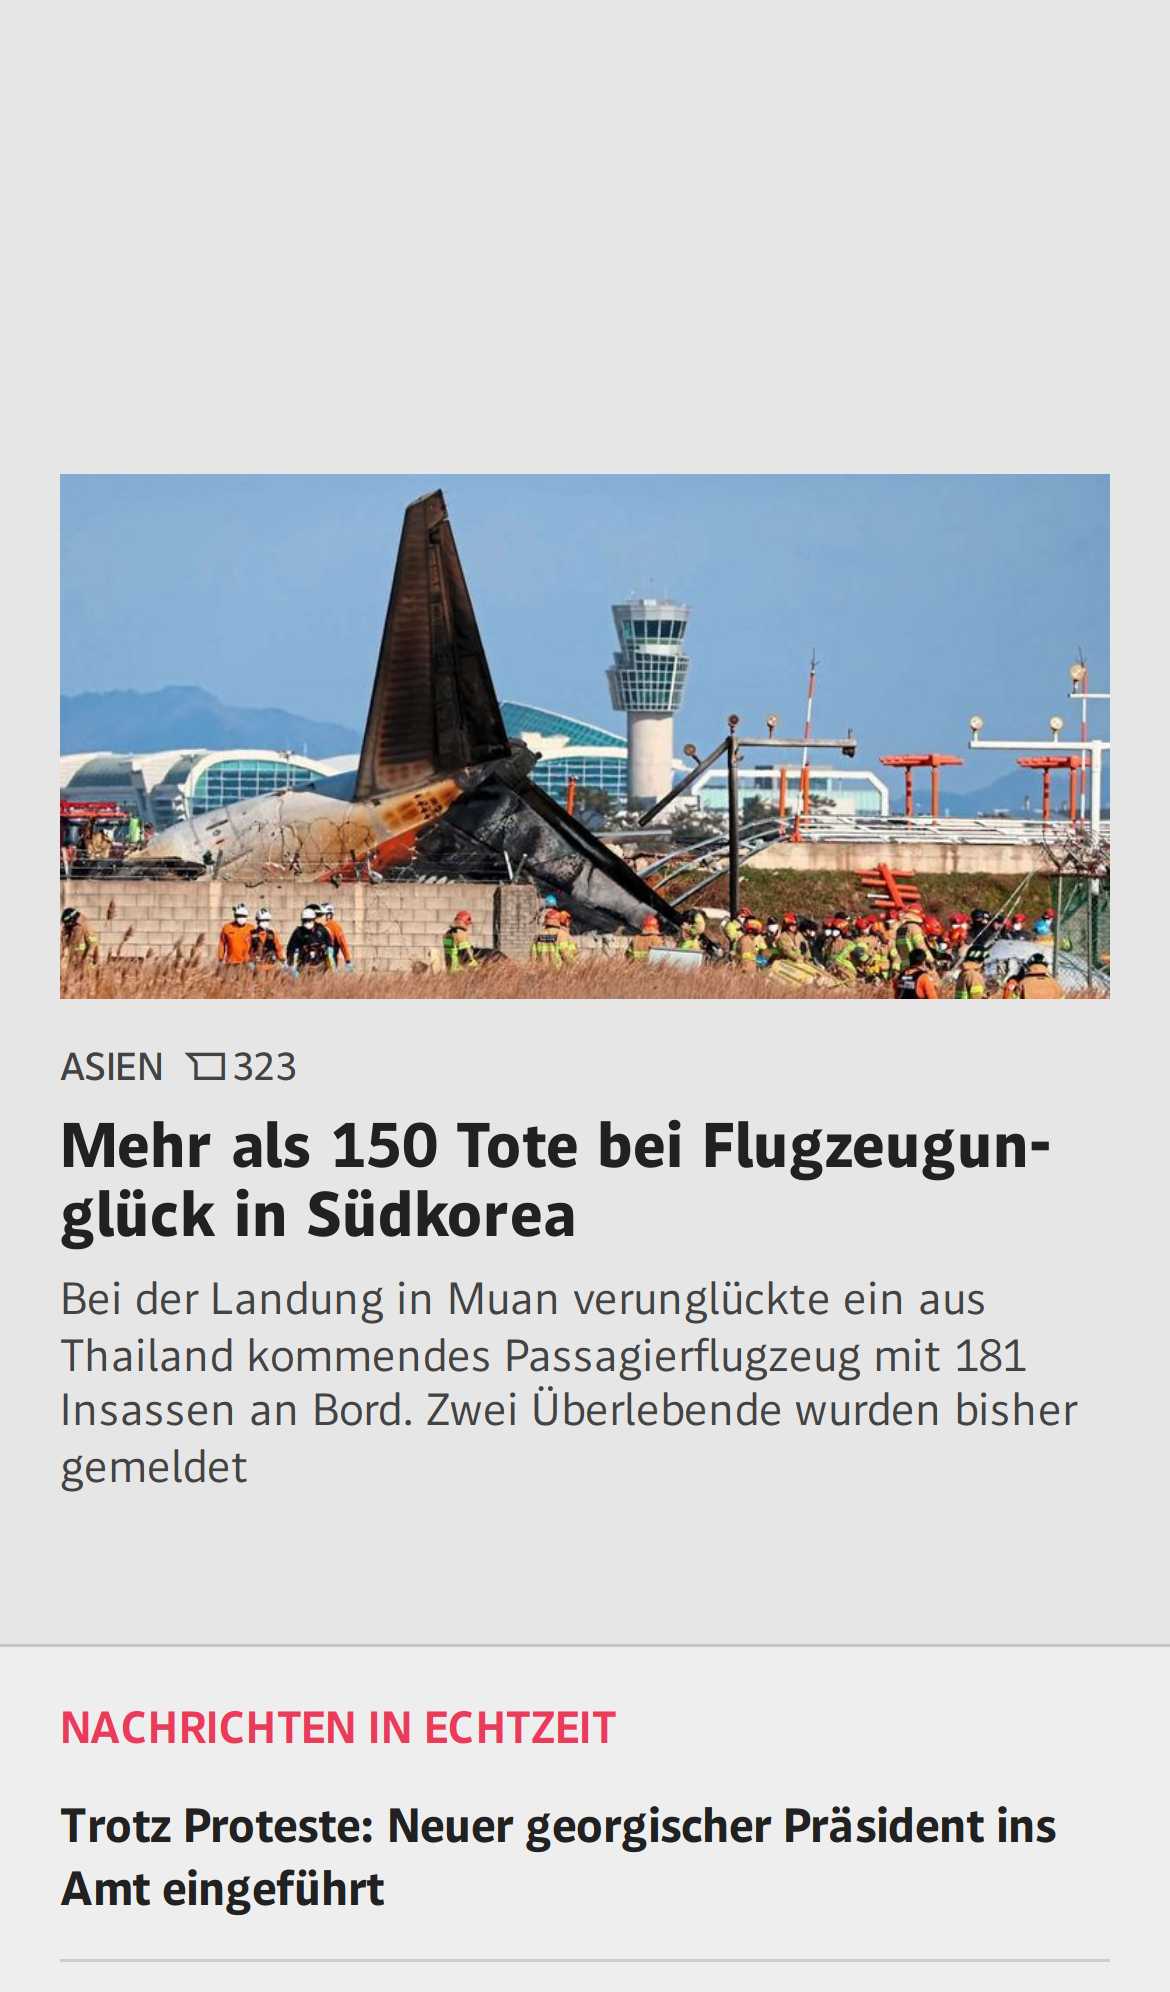 ASIEN 323
Mehr als 150 Tote bei Flugzeugun-
glück in Südkorea
Bei der Landung in Muan verunglückte ein aus
Thailand kommendes Passagierflugzeug mit 181
Insassen an Bord. Zwei Überlebende wurden bisher
gemeldet
NACHRICHTEN IN ECHTZEIT
Trotz Proteste: Neuer georgischer Präsident ins
Amt eingeführt